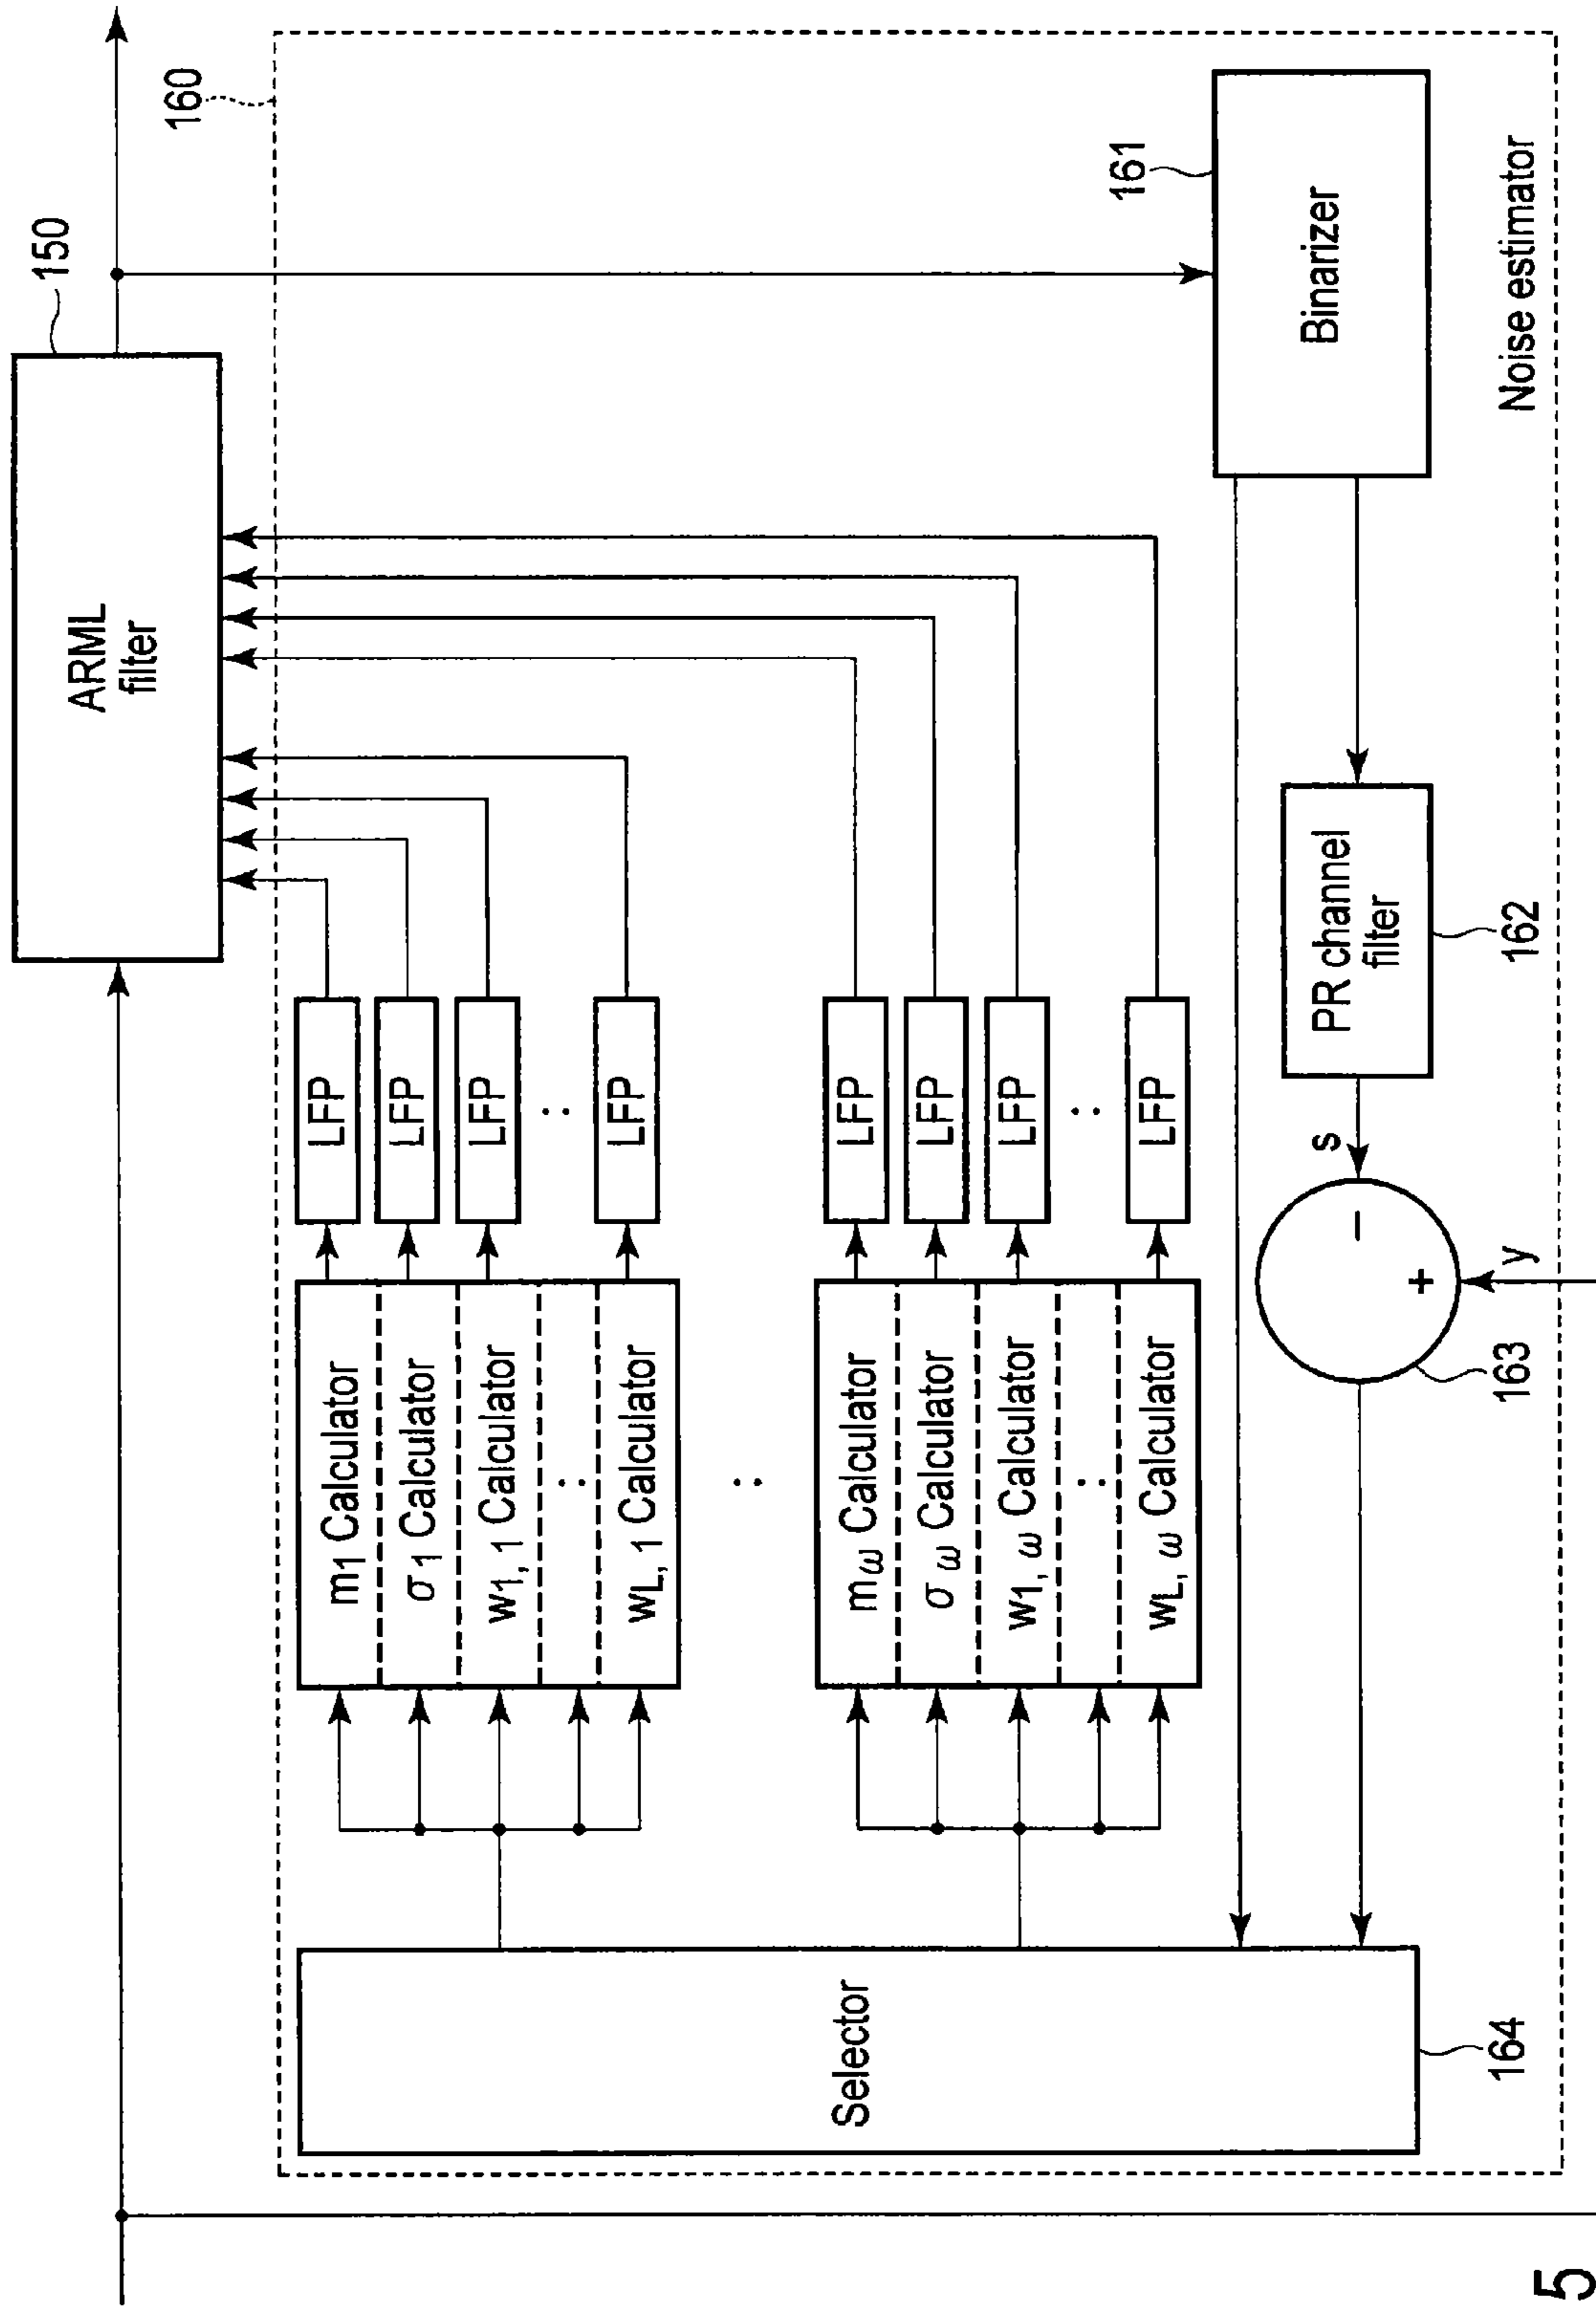 150
ARML
filter
160
Selector
164
m1 Calculator
σ1 Calculator
w1, 1 Calculator
:
wL, 1 Calculator
:
mω Calculator
σω Calculator
w1, ω Calculator
:
wL, ω Calculator
LFP
LFP
LFP
:
LFP
LFP
LFP
LFP
:
LFP
161
Binarizer
PR channel
filter
162
s
−
+
y
163
Noise estimator
5